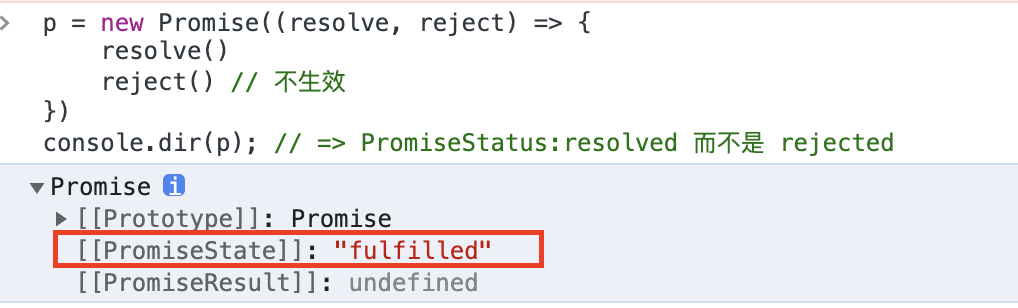 p = new Promise((resolve, reject) => {
    resolve()
    reject() // 不生效
})
console.dir(p); // => PromiseStatus:resolved 而不是 rejected
Promise i
[[Prototype]]: Promise
[[PromiseState]]: "fulfilled"
[[PromiseResult]]: undefined